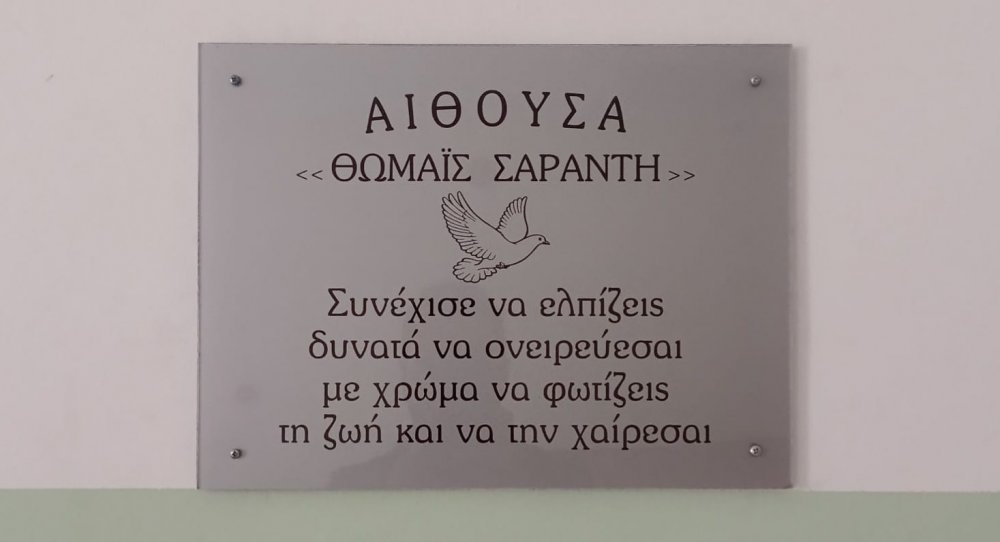 ΑΙΘΟΥΣΑ
<<ΘΩΜΑΪΣ ΣΑΡΑΝΤΗ>>
Συνέχισε να ελπίζεις
δυνατά να ονειρεύεσαι
με χρώμα να φωτίζεις
τη ζωή και να την χαίρεσαι